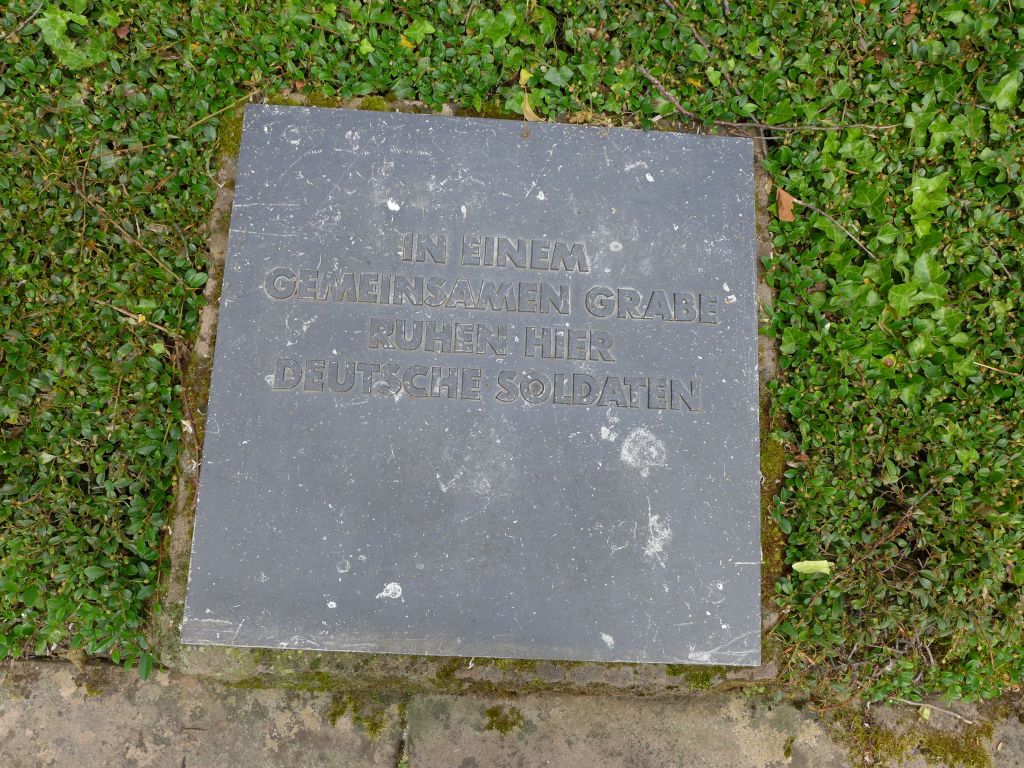 IN EINEM
GEMEINSAMEN GRABE
RUHEN HIER
DEUTSCHE SOLDATEN